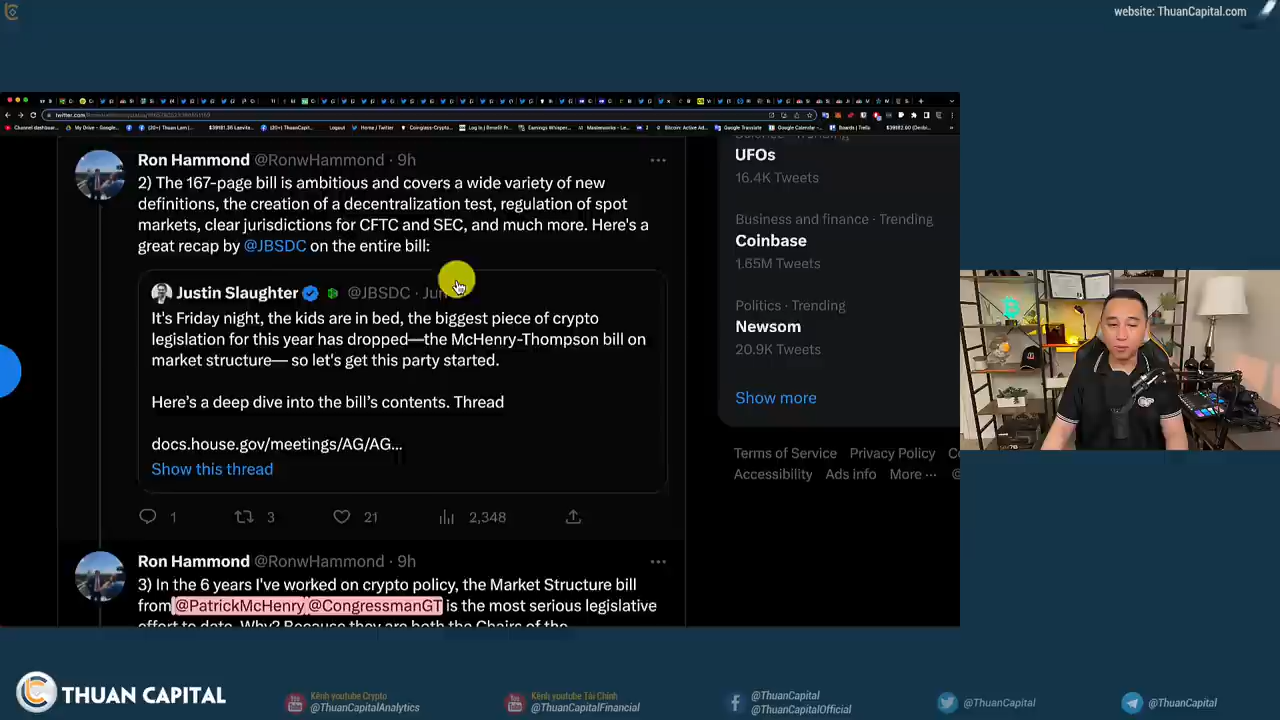 website: ThuanCapital.com
Ron Hammond @RonwHammond · 9h
2) The 167-page bill is ambitious and covers a wide variety of new
definitions, the creation of a decentralization test, regulation of spot
markets, clear jurisdictions for CFTC and SEC, and much more. Here's a
great recap by @JBSDC on the entire bill:
Justin Slaughter @JBSDC · Jun
It's Friday night, the kids are in bed, the biggest piece of crypto
legislation for this year has dropped—the McHenry-Thompson bill on
market structure— so let's get this party started.
Here's a deep dive into the bill's contents. Thread
docs.house.gov/meetings/AG/AG...
Show this thread
1
3
21
2,348
Ron Hammond @RonwHammond · 9h
3) In the 6 years I've worked on crypto policy, the Market Structure bill
from @PatrickMcHenry @CongressmanGT is the most serious legislative
effort to date. Why? Because they are both the Chairs of the
UFOs
16.4K Tweets
Business and finance · Trending
Coinbase
1.65M Tweets
Politics · Trending
Newsom
20.9K Tweets
Show more
Terms of Service Privacy Policy
Accessibility Ads info More ···
THUAN CAPITAL
Kênh youtube Crypto
@ThuanCapitalAnalytics
Kênh youtube Tài Chính
@ThuanCapitalFinancial
@ThuanCapital
@ThuanCapitalOfficial
@ThuanCapital
@ThuanCapital